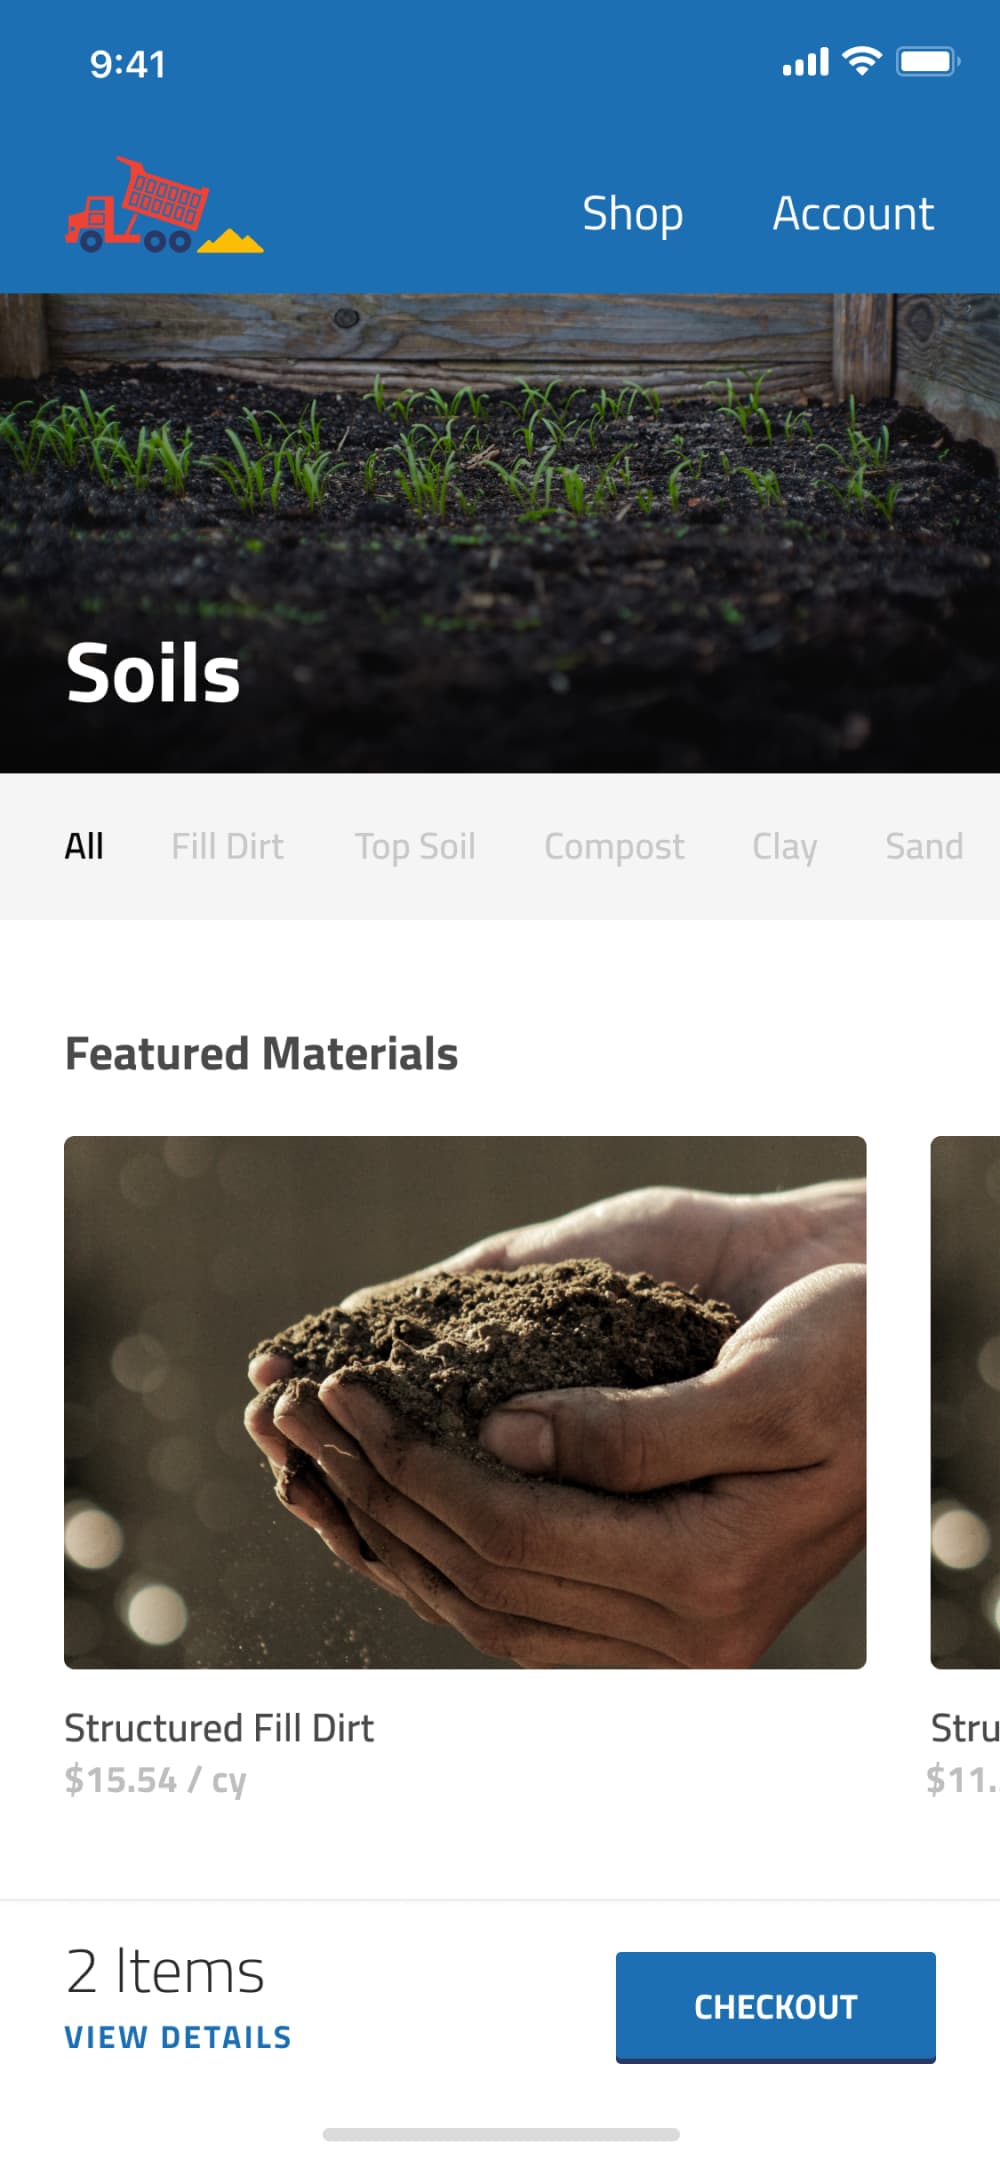 9:41
Shop Account
Soils
All Fill Dirt Top Soil Compost Clay Sand
Featured Materials
Structured Fill Dirt
$15.54 / cy
Stru
$11.
2 Items
VIEW DETAILS
CHECKOUT